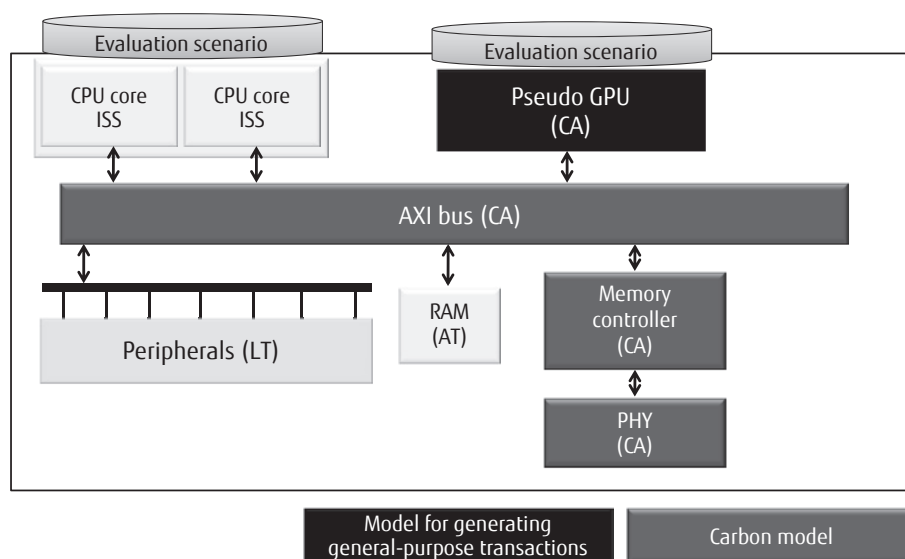 Evaluation scenario
Evaluation scenario
CPU core
ISS
CPU core
ISS
Pseudo GPU
(CA)
AXI bus (CA)
Peripherals (LT)
RAM
(AT)
Memory
controller
(CA)
PHY
(CA)
Model for generating
general-purpose transactions
Carbon model